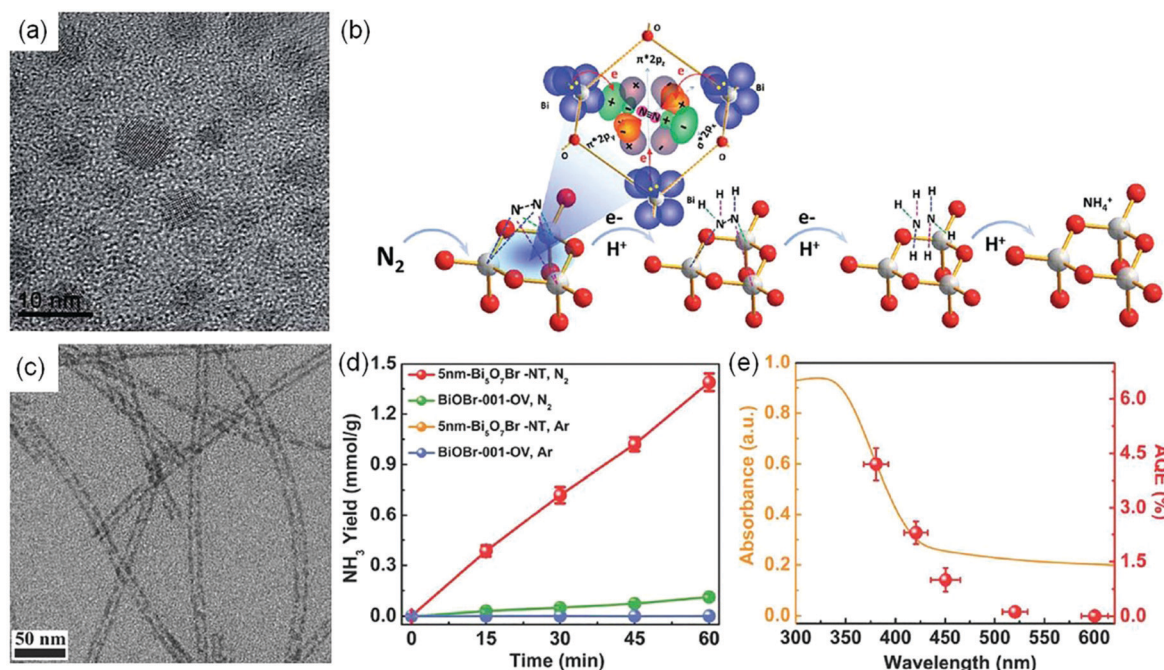 (a)
10 nm
(b)
O
π*2p₂
e
e
Bi
Bi
+
+
-
-
N≡N
+
-
-
+
-
π*2pᵧ
σ*2pₓ
O
e
O
Bi
N₂
N
N
e-
H⁺
H
H
H
N
N
e-
H⁺
H
H
N
N
H
H
H
H⁺
NH₄⁺
(c)
50 nm
(d)
NH₃ Yield (mmol/g)
1.5
1.2
0.9
0.6
0.3
0.0
5nm-Bi₅O₇Br -NT, N₂
BiOBr-001-OV, N₂
5nm-Bi₅O₇Br -NT, Ar
BiOBr-001-OV, Ar
0 15 30 45 60
Time (min)
(e)
Absorbance (a.u.)
1.0
0.8
0.6
0.4
0.2
0.0
6.0
4.5
3.0
1.5
0.0
AQE (%)
300 350 400 450 500 550 600
Wavelength (nm)